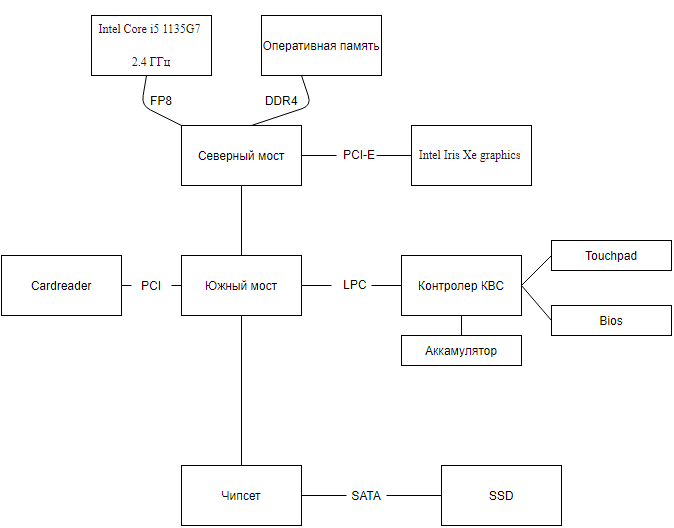 Intel Core i5 1135G7
2.4 ГГц
Оперативная память
FP8
DDR4
Северный мост
PCI-E
Intel Iris Xe graphics
Cardreader
PCI
Южный мост
LPC
Контролер КВС
Touchpad
Bios
Аккамулятор
Чипсет
SATA
SSD